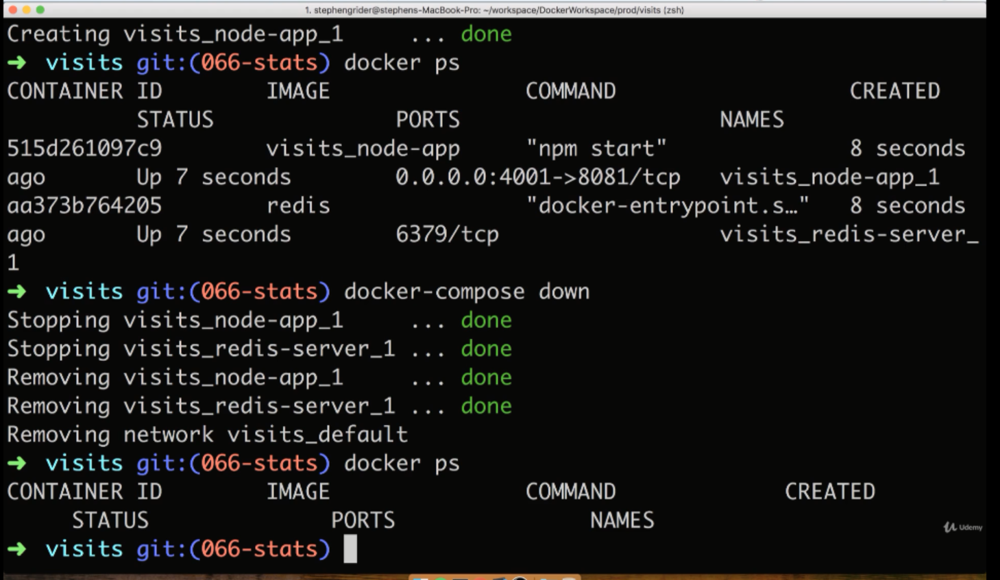 1. stephengrider@stephens-MacBook-Pro: ~/workspace/DockerWorkspace/prod/visits (zsh)
Creating visits_node-app_1     ... done
➜  visits git:(066-stats) docker ps
CONTAINER ID        IMAGE               COMMAND                  CREATED
          STATUS              PORTS                    NAMES
515d261097c9        visits_node-app     "npm start"              8 seconds
ago       Up 7 seconds        0.0.0.0:4001->8081/tcp   visits_node-app_1
aa373b764205        redis               "docker-entrypoint.s…"   8 seconds
ago       Up 7 seconds        6379/tcp                 visits_redis-server_
1
➜  visits git:(066-stats) docker-compose down
Stopping visits_node-app_1     ... done
Stopping visits_redis-server_1 ... done
Removing visits_node-app_1     ... done
Removing visits_redis-server_1 ... done
Removing network visits_default
➜  visits git:(066-stats) docker ps
CONTAINER ID        IMAGE               COMMAND             CREATED
     STATUS              PORTS               NAMES
Udemy
➜  visits git:(066-stats)